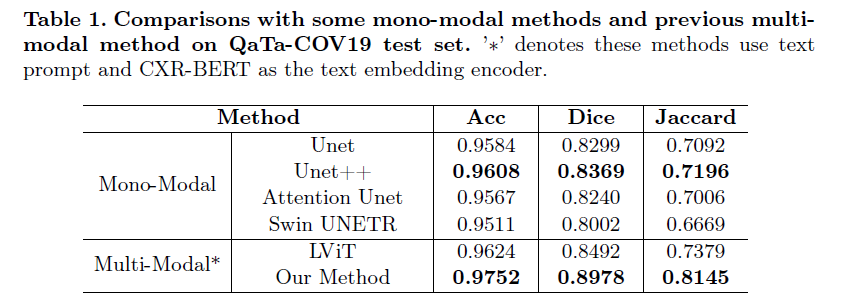 Table 1. Comparisons with some mono-modal methods and previous multi-
modal method on QaTa-COV19 test set. '*' denotes these methods use text
prompt and CXR-BERT as the text embedding encoder.
Method Acc Dice Jaccard
Mono-Modal
Unet 0.9584 0.8299 0.7092
Unet++ 0.9608 0.8369 0.7196
Attention Unet 0.9567 0.8240 0.7006
Swin UNETR 0.9511 0.8002 0.6669
Multi-Modal*
LViT 0.9624 0.8492 0.7379
Our Method 0.9752 0.8978 0.8145